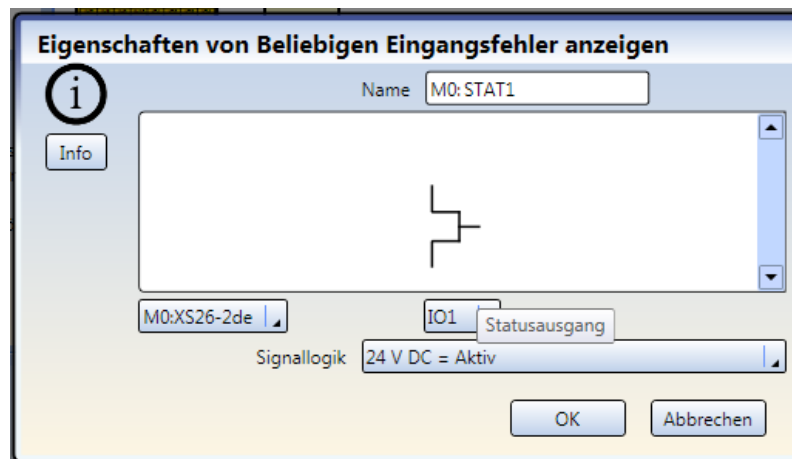 Eigenschaften von Beliebigen Eingangsfehler anzeigen
i
Name M0:STAT1
Info
M0:XS26-2de IO1
Statusausgang
Signallogik 24 V DC = Aktiv
OK Abbrechen